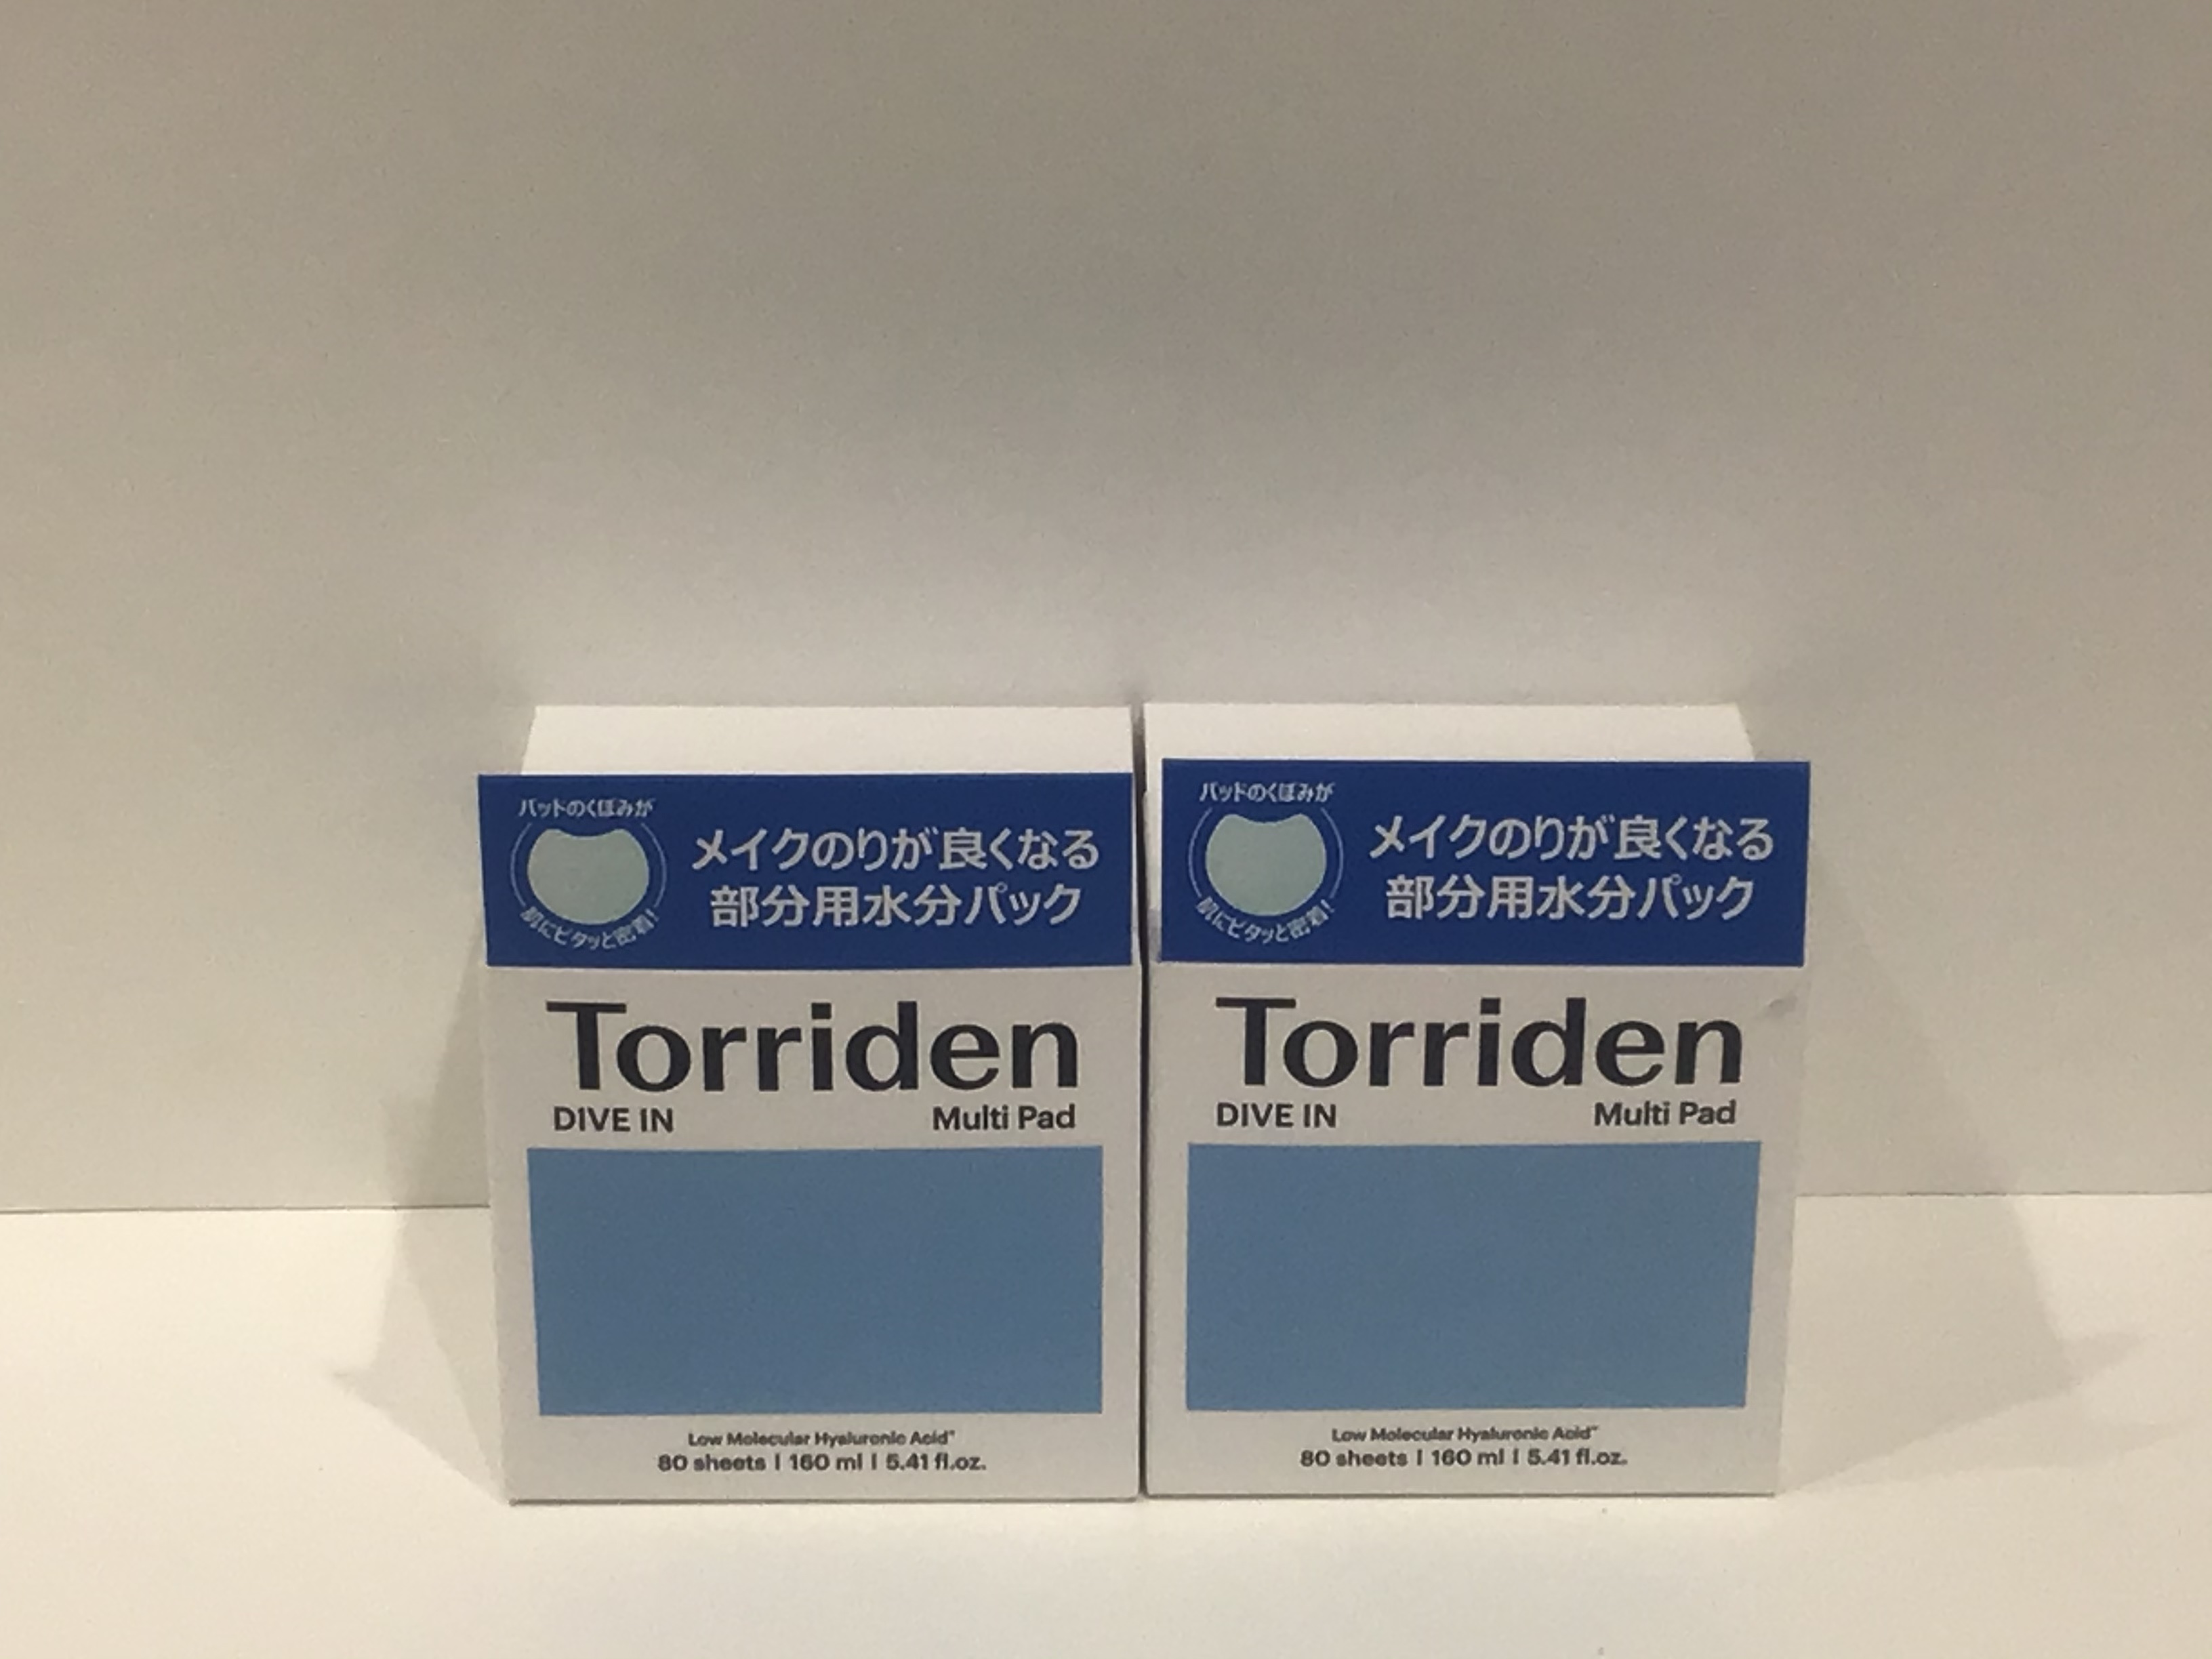 パッドのくぼみが
肌にピタッと密着!
メイクのりが良くなる
部分用水分パック
Torriden
DIVE IN Multi Pad
Low Molecular Hyaluronic Acid™
80 sheets | 160 ml | 5.41 fl.oz.
パッドのくぼみが
肌にピタッと密着!
メイクのりが良くなる
部分用水分パック
Torriden
DIVE IN Multi Pad
Low Molecular Hyaluronic Acid™
80 sheets | 160 ml | 5.41 fl.oz.